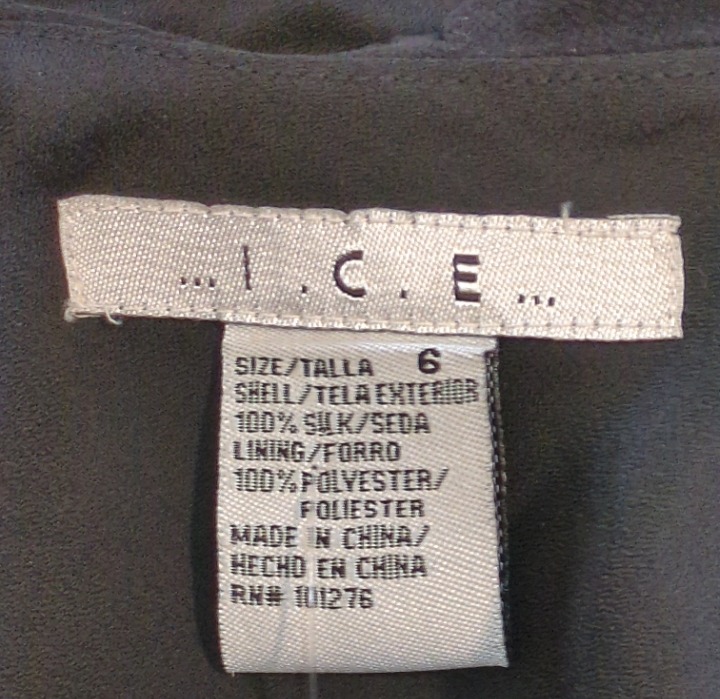 ... I . C . E ...
SIZE/TALLA 6
SHELL/TELA EXTERIOR
100% SILK/SEDA
LINING/FORRO
100% POLYESTER/
POLIESTER
MADE IN CHINA/
HECHO EN CHINA
RN# 101276